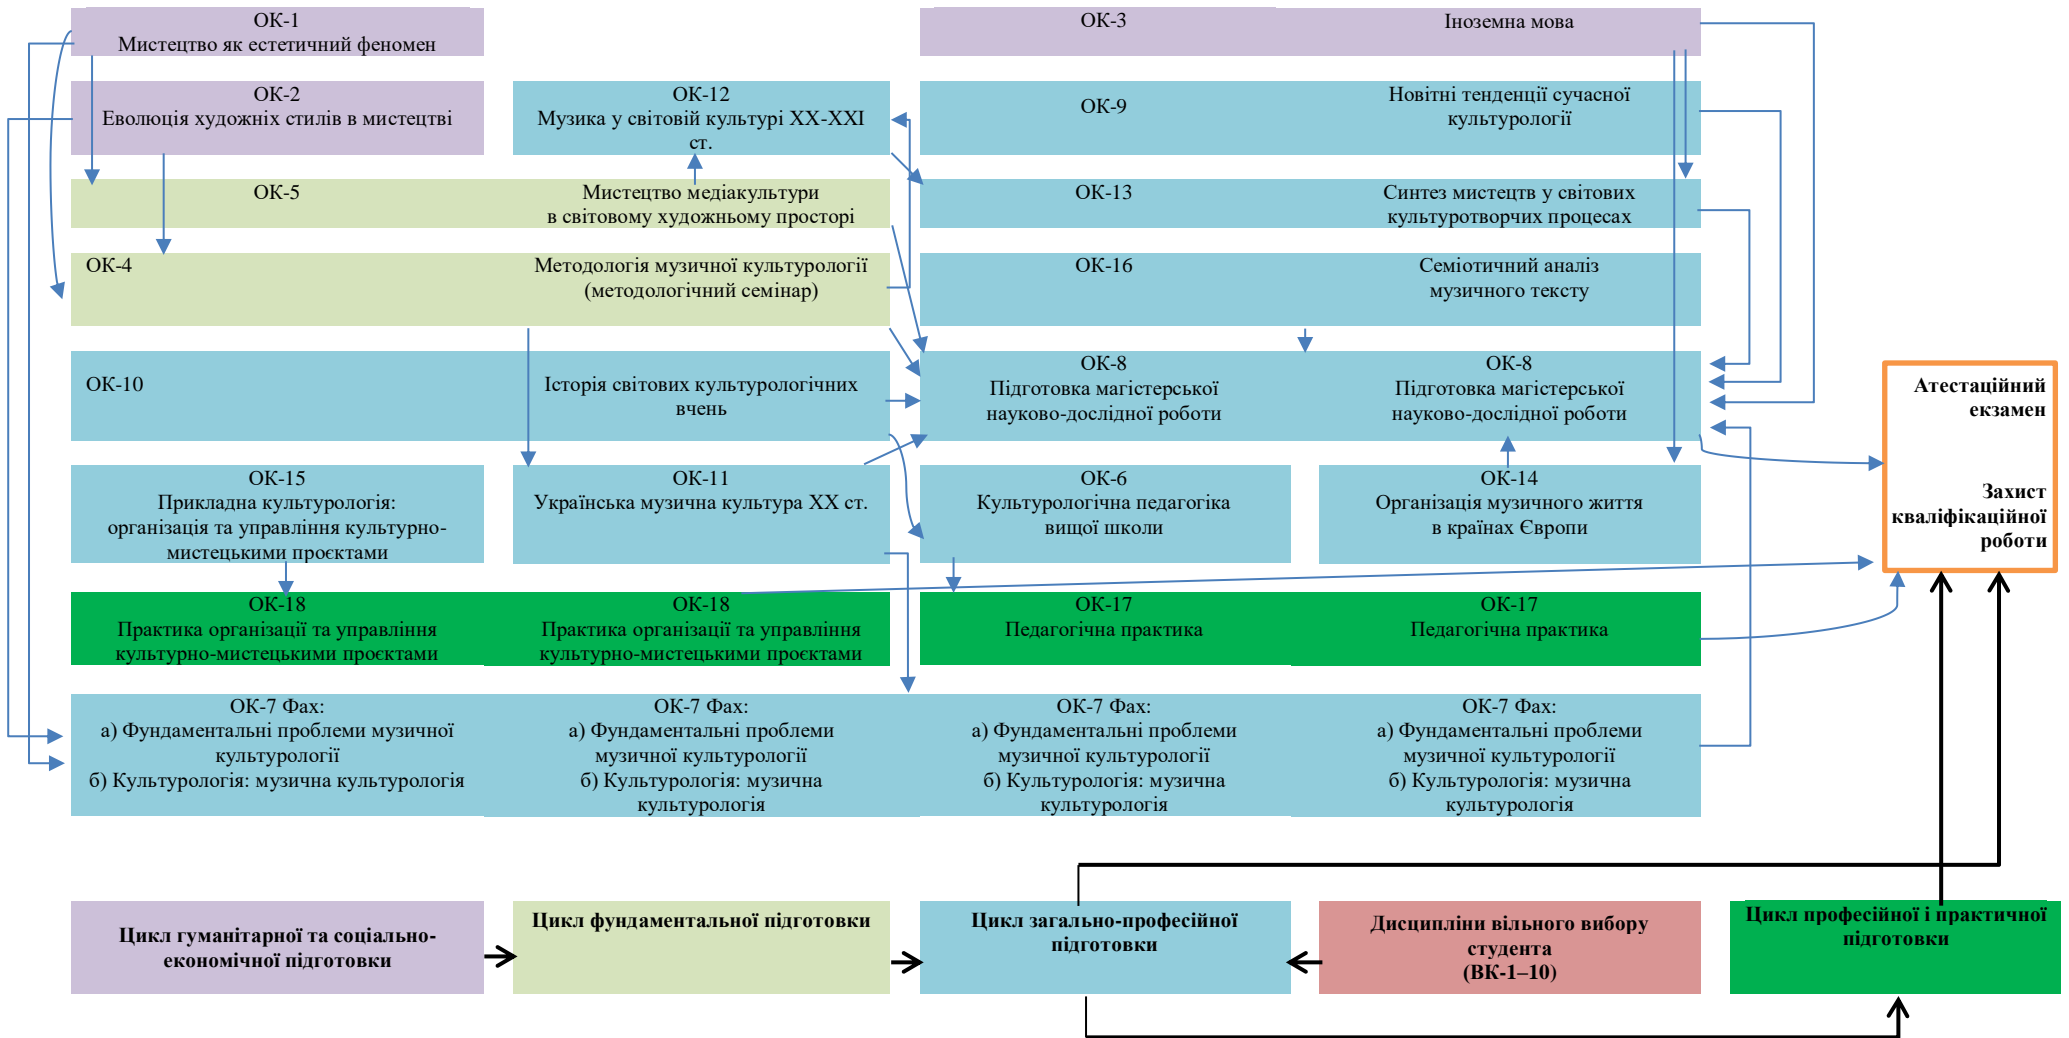 ОК-1
Мистецтво як естетичний феномен
ОК-3
Іноземна мова
ОК-2
Еволюція художніх стилів в мистецтві
ОК-12
Музика у світовій культурі ХХ-ХХІ
ст.
ОК-9
Новітні тенденції сучасної
культурології
ОК-5
Мистецтво медіакультури
в світовому художньому просторі
ОК-13
Синтез мистецтв у світових
культуротворчих процесах
ОК-4
Методологія музичної культурології
(методологічний семінар)
ОК-16
Семіотичний аналіз
музичного тексту
ОК-10
Історія світових культурологічних
вчень
ОК-8
Підготовка магістерської
науково-дослідної роботи
ОК-8
Підготовка магістерської
науково-дослідної роботи
Атестаційний
екзамен
Захист
кваліфікаційної
роботи
ОК-15
Прикладна культурологія:
організація та управління культурно-
мистецькими проєктами
ОК-11
Українська музична культура ХХ ст.
ОК-6
Культурологічна педагогіка
вищої школи
ОК-14
Організація музичного життя
в країнах Європи
ОК-18
Практика організації та управління
культурно-мистецькими проєктами
ОК-18
Практика організації та управління
культурно-мистецькими проєктами
ОК-17
Педагогічна практика
ОК-17
Педагогічна практика
ОК-7 Фах:
а) Фундаментальні проблеми музичної
культурології
б) Культурологія: музична культурологія
ОК-7 Фах:
а) Фундаментальні проблеми
музичної культурології
б) Культурологія: музична
культурологія
ОК-7 Фах:
а) Фундаментальні проблеми
музичної культурології
б) Культурологія: музична
культурологія
ОК-7 Фах:
а) Фундаментальні проблеми
музичної культурології
б) Культурологія: музична
культурологія
Цикл гуманітарної та соціально-
економічної підготовки
Цикл фундаментальної підготовки
Цикл загально-професійної
підготовки
Дисципліни вільного вибору
студента
(ВК-1–10)
Цикл професійної і практичної
підготовки